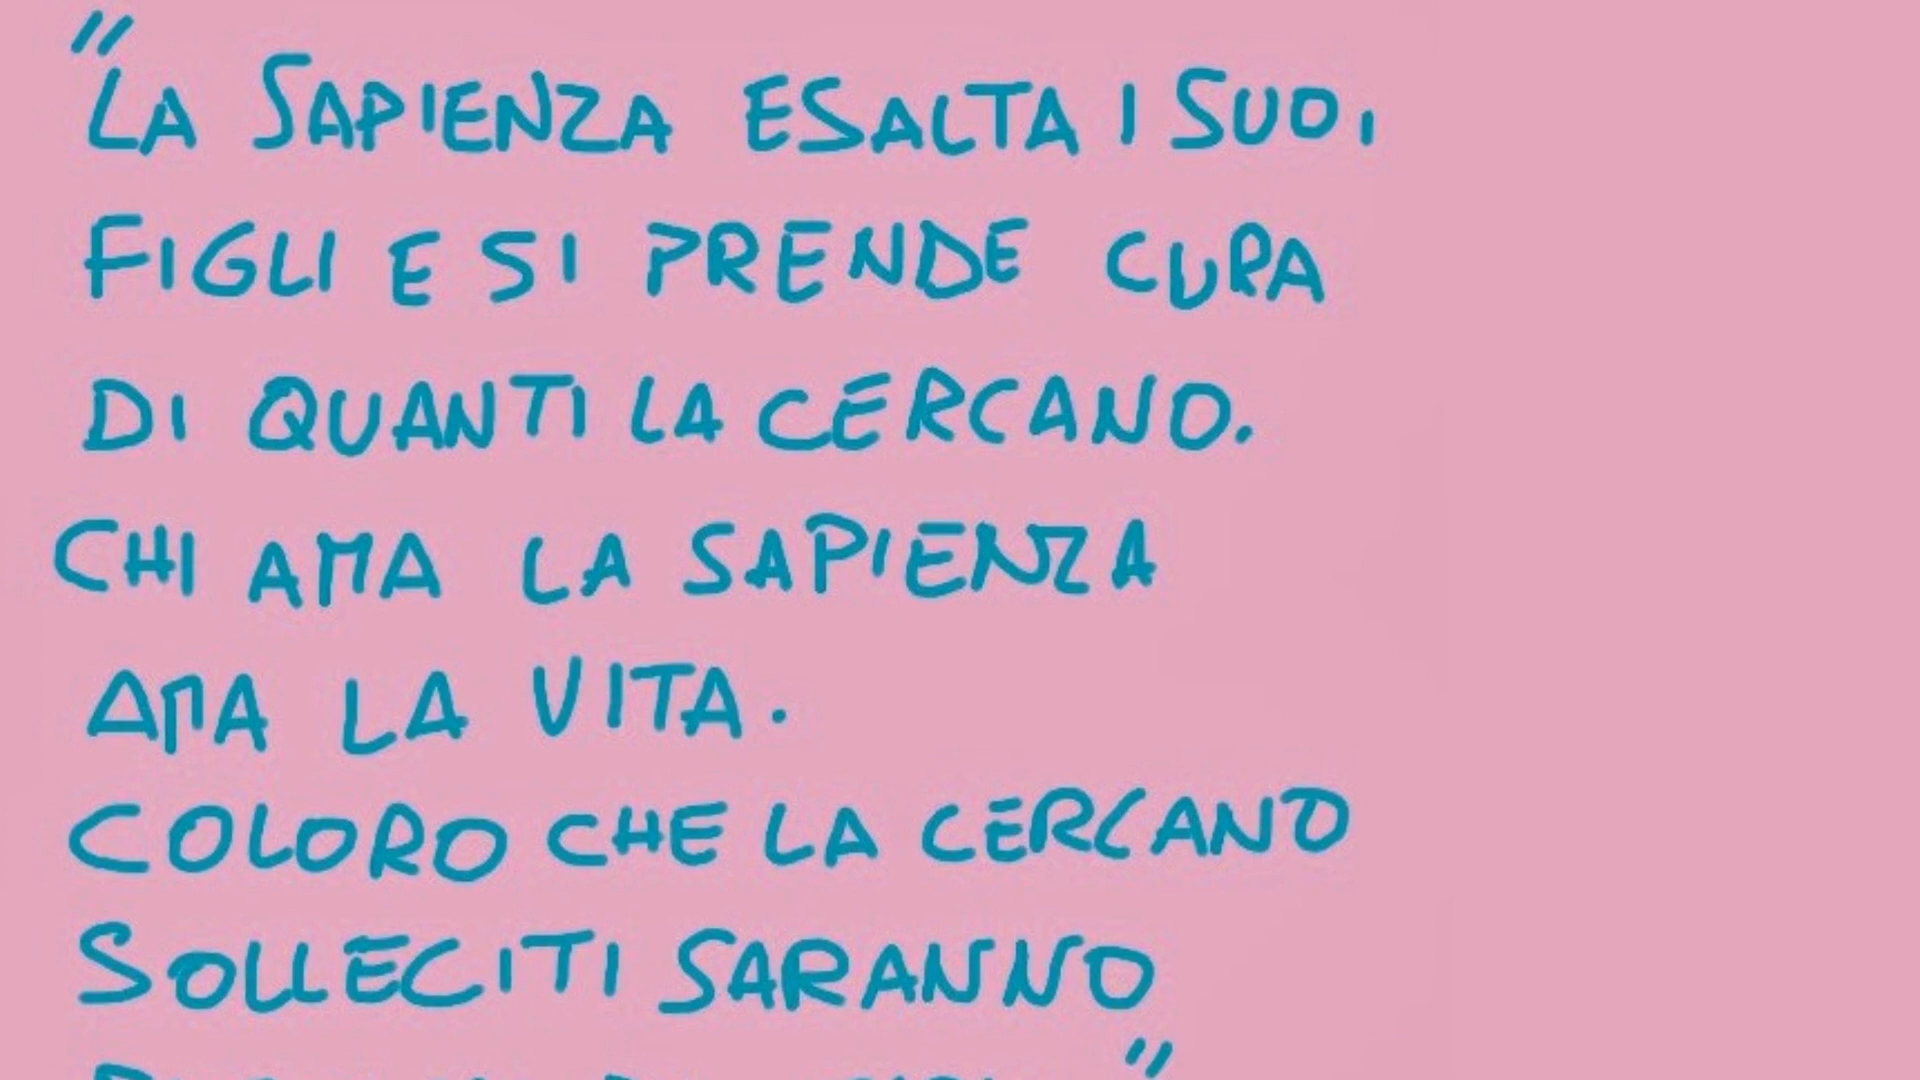 "LA SAPIENZA ESALTA I SUOI
FIGLI E SI PRENDE CURA
DI QUANTI LA CERCANO.
CHI AMA LA SAPIENZA
AMA LA VITA.
COLORO CHE LA CERCANO
SOLLECITI SARANNO
"